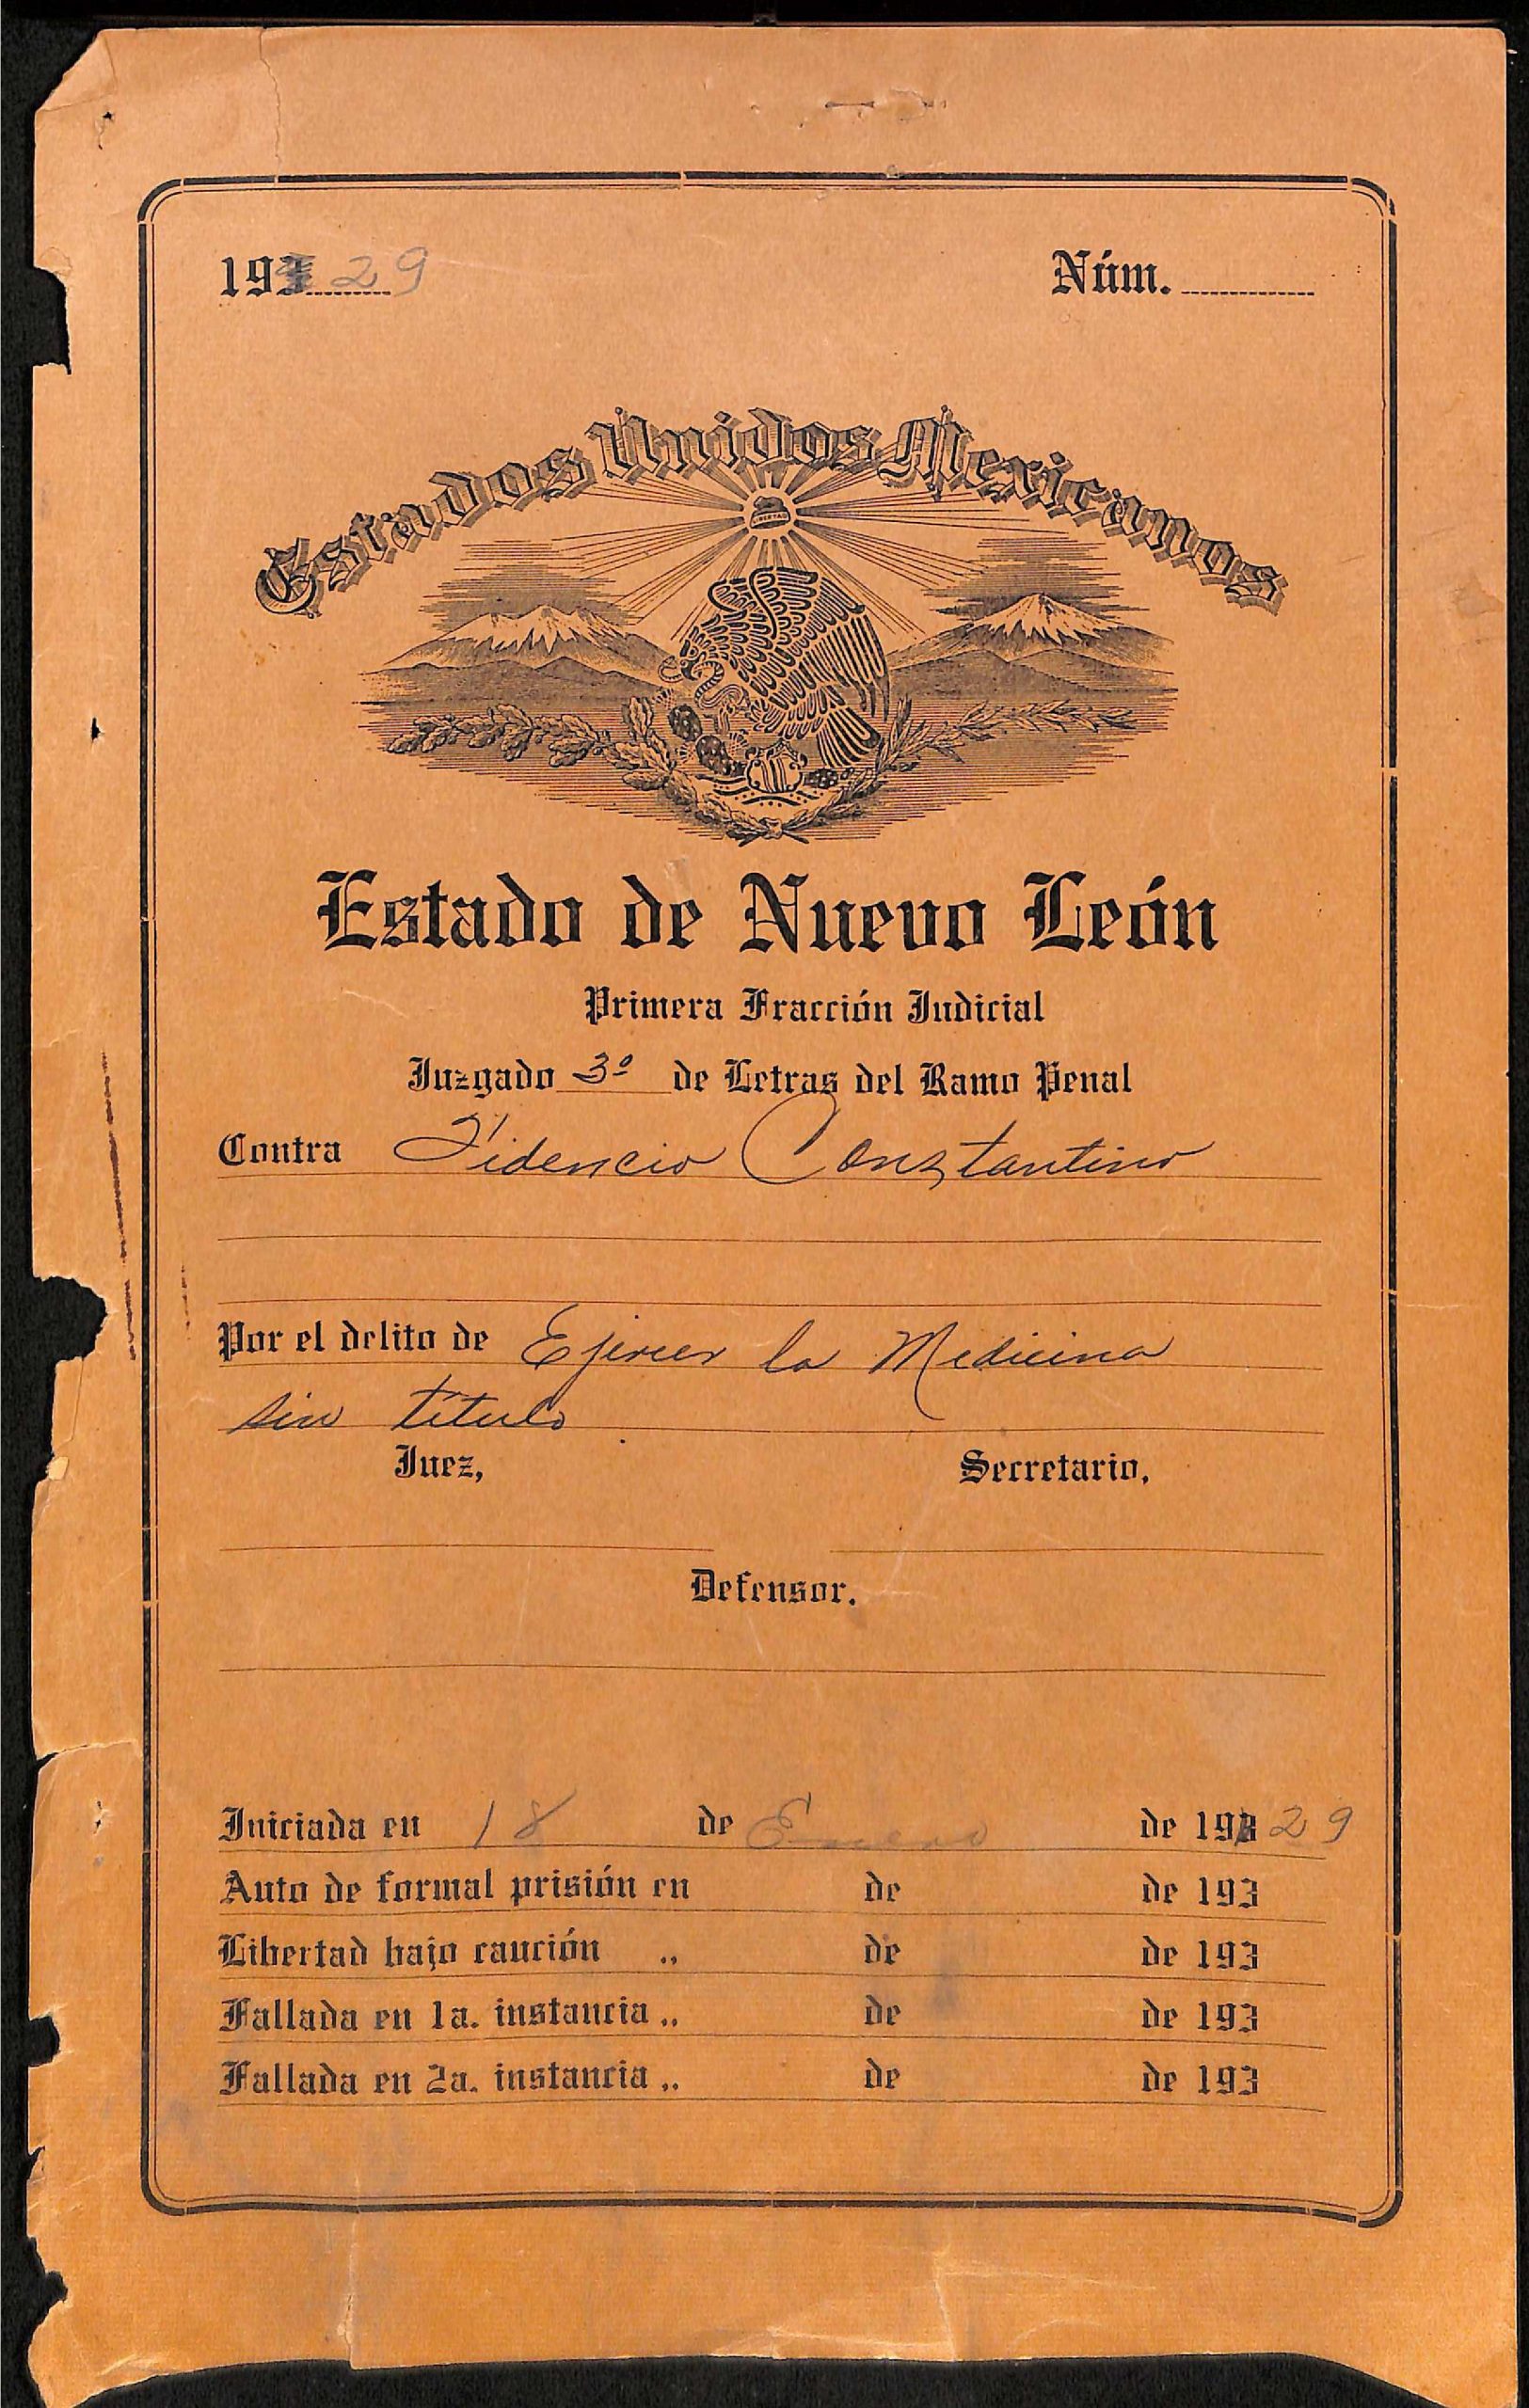 1929 Núm.
Estados Unidos Mexicanos
LIBERTAD
Estado de Nuevo León
Primera Fracción Judicial
Juzgado 3º de Letras del Ramo Penal
Contra Fidencio Constantino
Por el delito de Ejercer la Medicina
sin título
Juez, Secretario,
Defensor.
Iniciada en 18 de Enero de 1929
Auto de formal prisión en de de 193
Libertad bajo caución „ de de 193
Fallada en 1a. instancia „ de de 193
Fallada en 2a. instancia „ de de 193